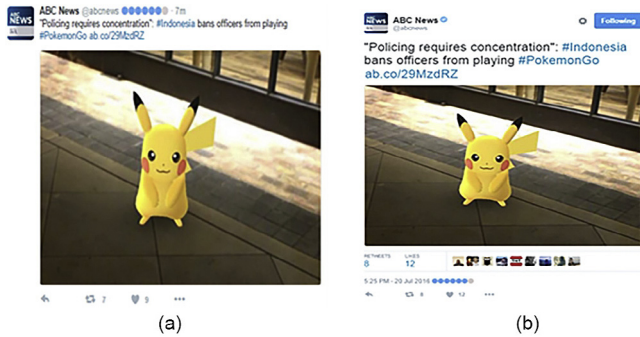 ABC NEWS
ABC News @abcnews · 7m
"Policing requires concentration": #Indonesia bans officers from playing
#PokemonGo ab.co/29MzdRZ
7 9
(a)
ABC NEWS
ABC News
@abcnews
Following
"Policing requires concentration": #Indonesia
bans officers from playing #PokemonGo
ab.co/29MzdRZ
RETWEETS LIKES
8 12
5:25 PM - 20 Jul 2016
8 12
(b)